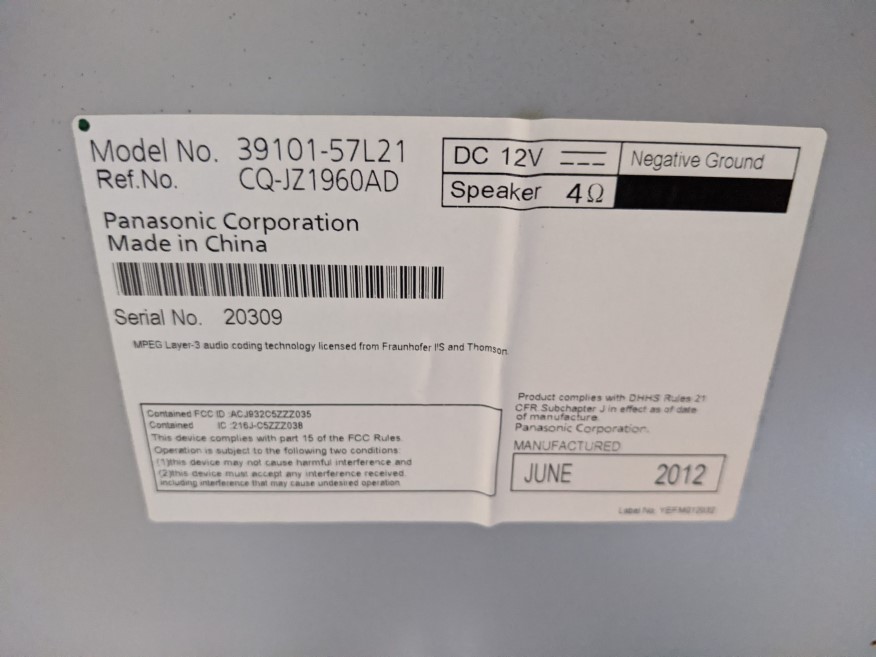 Model No. 39101-57L21
Ref.No. CQ-JZ1960AD
DC 12V Negative Ground
Speaker 4Ω
Panasonic Corporation
Made in China
Serial No. 20309
MPEG Layer-3 audio coding technology licensed from Fraunhofer IIS and Thomson.
Contained FCC ID :ACJ932C5ZZZ035
Contained IC :216J-C5ZZZ038
This device complies with part 15 of the FCC Rules.
Operation is subject to the following two conditions:
(1)this device may not cause harmful interference and
(2)this device must accept any interference received.
including interference that may cause undesired operation.
Product complies with DHHS Rules 21
CFR Subchapter J in effect as of date
of manufacture.
Panasonic Corporation.
MANUFACTURED
JUNE 2012
Label No.